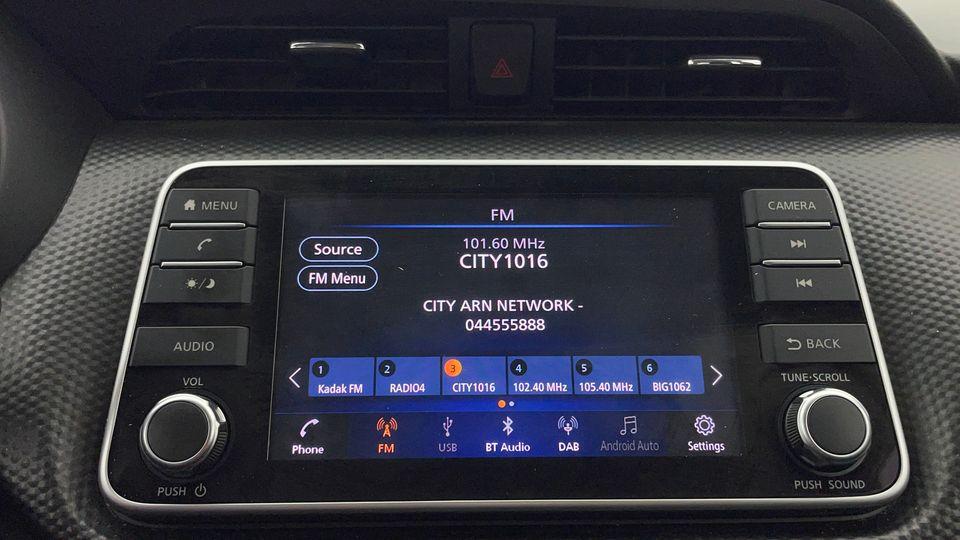 MENU
AUDIO
VOL
PUSH
FM
Source
101.60 MHz
CITY1016
FM Menu
CITY ARN NETWORK -
044555888
1 Kadak FM
2 RADIO4
3 CITY1016
4 102.40 MHz
5 105.40 MHz
6 BIG1062
Phone
FM
USB
BT Audio
DAB
Android Auto
Settings
CAMERA
BACK
TUNE·SCROLL
PUSH SOUND